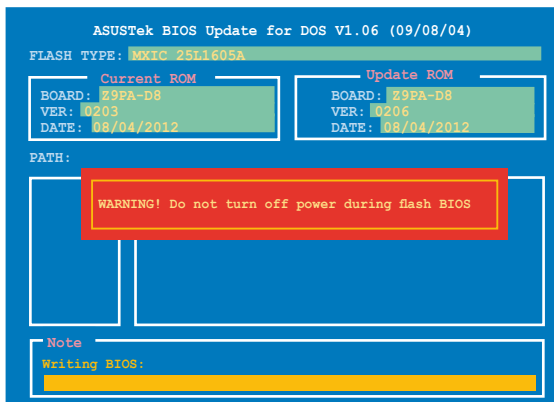 ASUSTek BIOS Update for DOS V1.06 (09/08/04)
FLASH TYPE: MXIC 25L1605A
Current ROM
BOARD: Z9PA-D8
VER: 0203
DATE: 08/04/2012
Update ROM
BOARD: Z9PA-D8
VER: 0206
DATE: 08/04/2012
PATH:
WARNING! Do not turn off power during flash BIOS
Note
Writing BIOS: